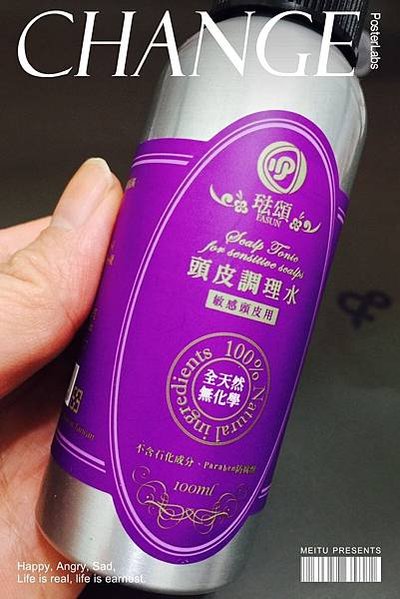 CHANGE
PosterLabs
琺頌
FASUN
Scalp Tonic
for sensitive scalps
頭皮調理水
敏感頭皮用
100% Natural ingredients
全天然
無化學
不含石化成分、Paraben防腐劑
100ml
Happy, Angry, Sad,
Life is real, life is earnest.
MEITU PRESENTS